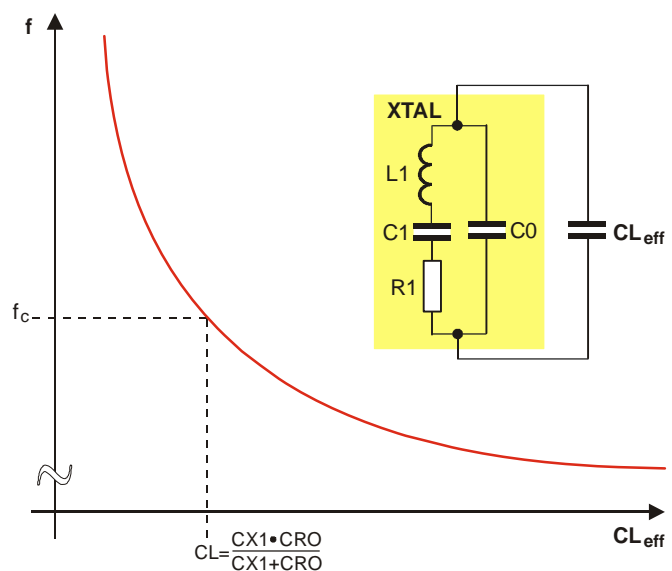 f
XTAL
L1
C1
C0
CLeff
R1
fc
CLeff
CL=CX1•CRO/CX1+CRO